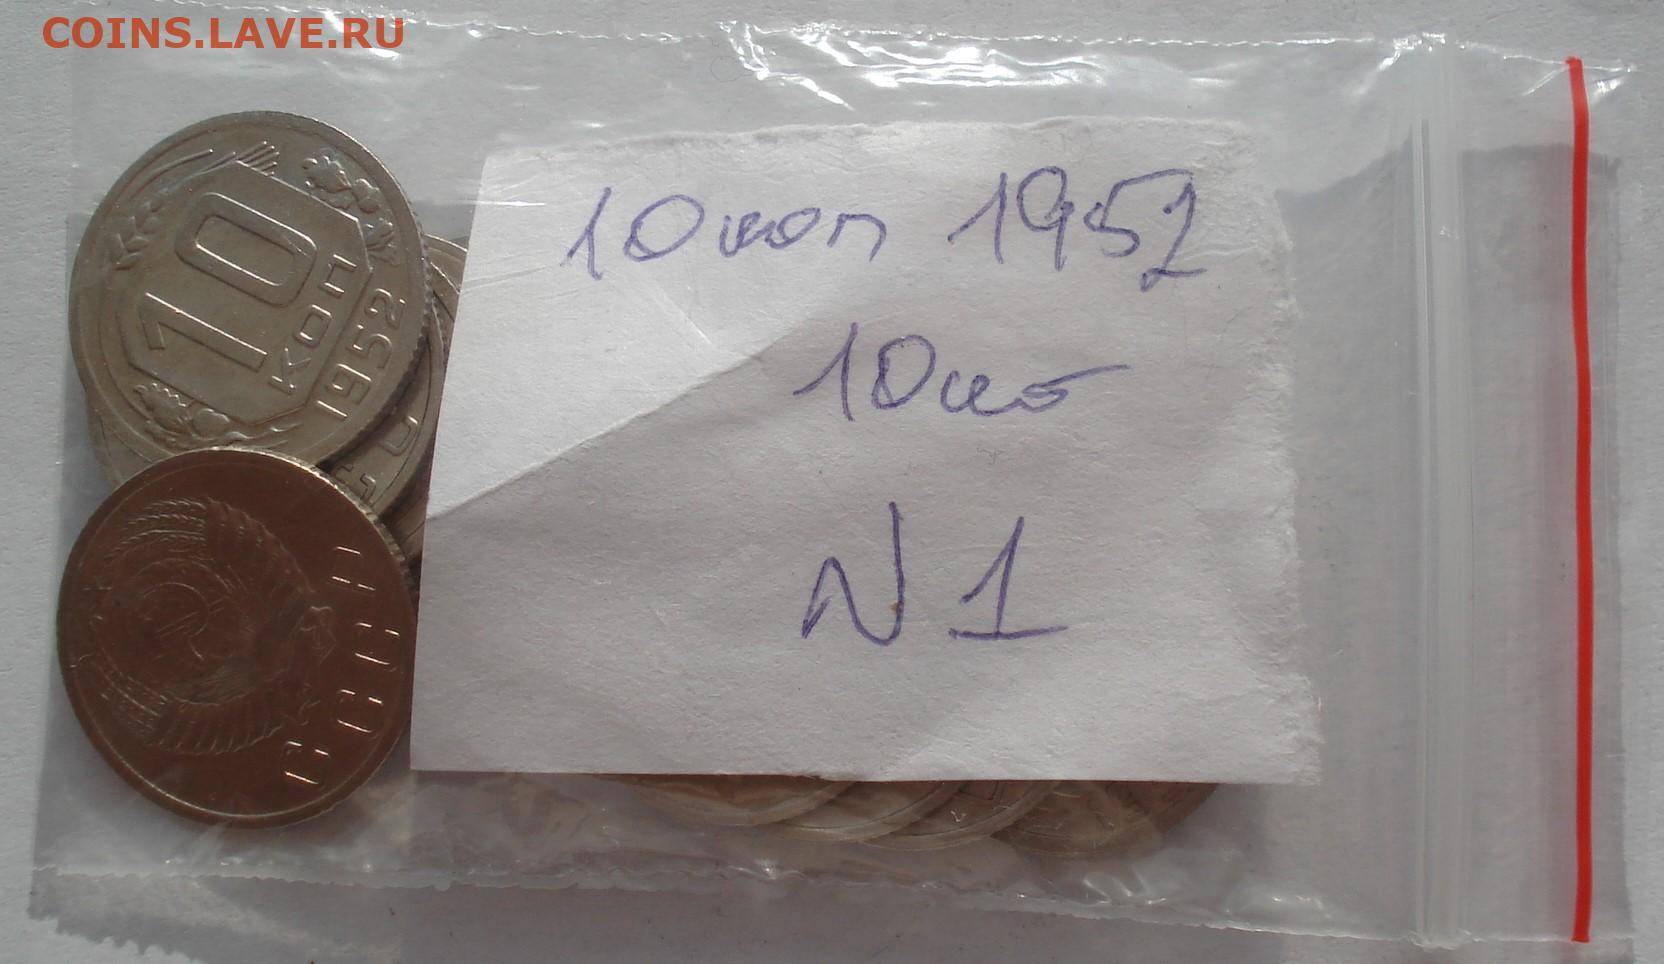 COINS.LAVE.RU
10 коп 1952
10
КОП
1952
СССР
10 шт
N 1